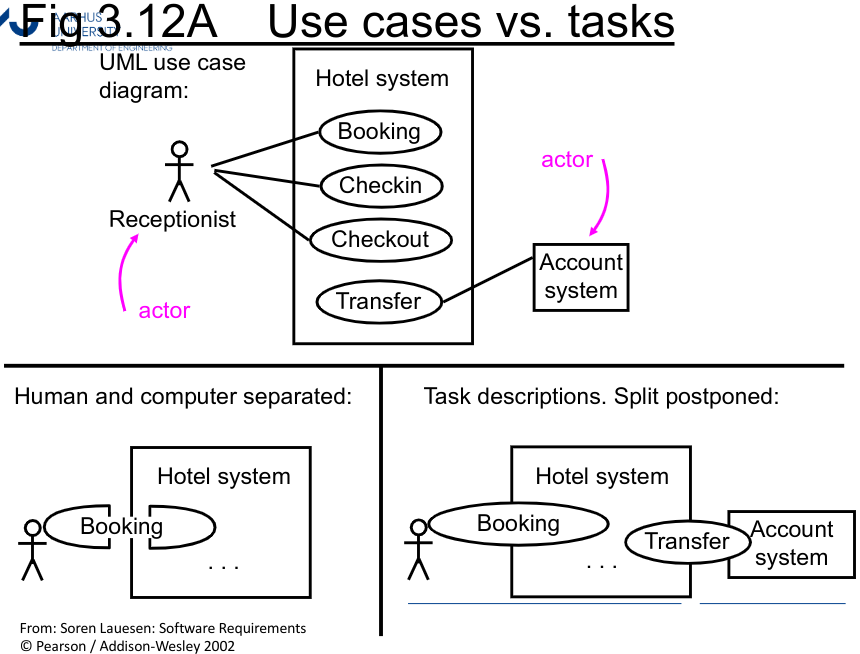 Fig 3.12A Use cases vs. tasks
AARHUS
UNIVERSITY
DEPARTMENT OF ENGINEERING
UML use case
diagram:
Hotel system
Booking
Checkin
Checkout
Transfer
Receptionist
actor
actor
Account
system
Human and computer separated:
Hotel system
Booking
. . .
Task descriptions. Split postponed:
Hotel system
Booking
. . .
Transfer
Account
system
From: Soren Lauesen: Software Requirements
© Pearson / Addison-Wesley 2002